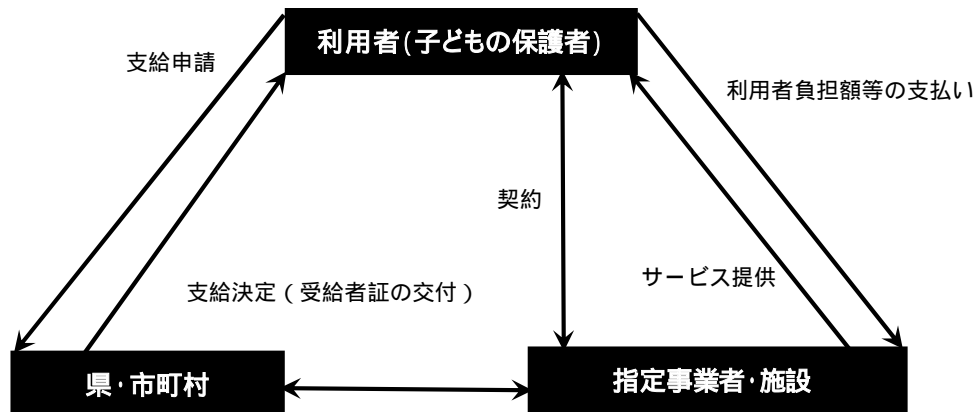 利用者(子どもの保護者)
支給申請
利用者負担額等の支払い
契約
サービス提供
支給決定(受給者証の交付)
県・市町村
指定事業者・施設